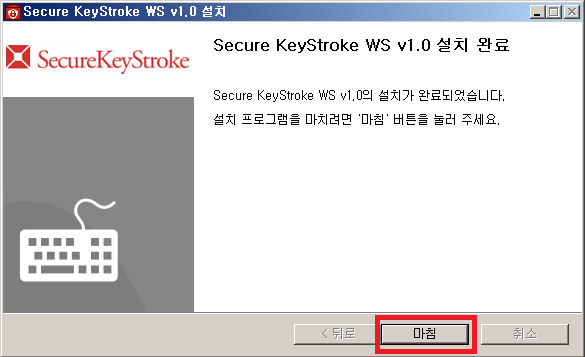 Secure KeyStroke WS v1.0 설치
SecureKeyStroke
Secure KeyStroke WS v1.0 설치 완료
Secure KeyStroke WS v1.0의 설치가 완료되었습니다.
설치 프로그램을 마치려면 '마침' 버튼을 눌러 주세요.
< 뒤로
마침
취소